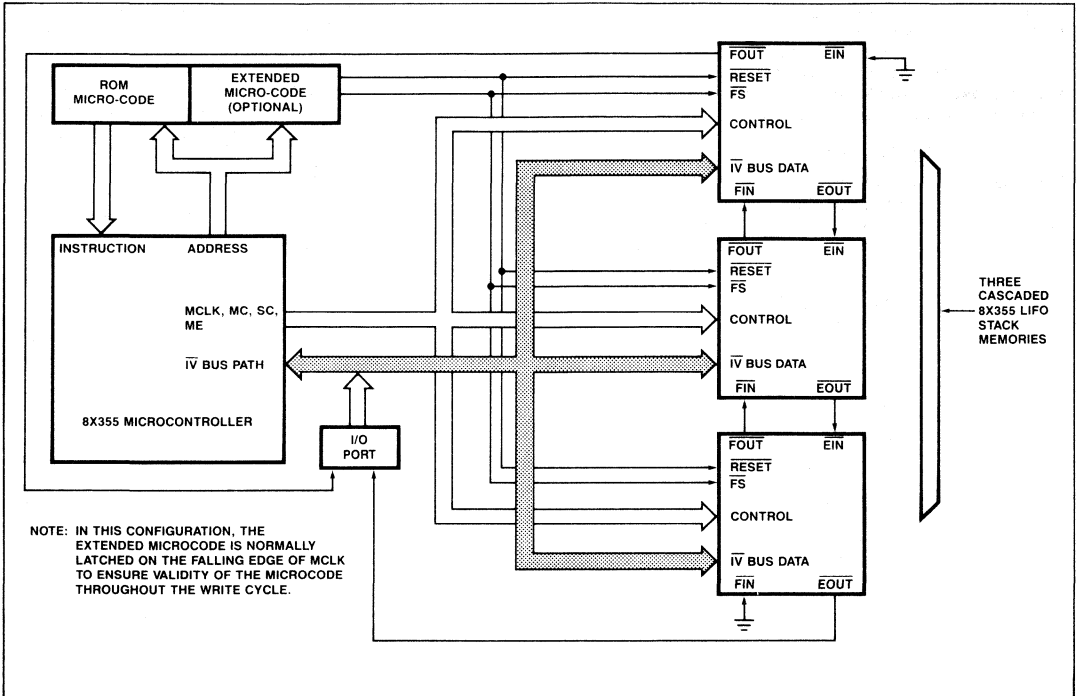 ROM
MICRO-CODE
EXTENDED
MICRO-CODE
(OPTIONAL)
INSTRUCTION
ADDRESS
MCLK, MC, SC,
ME
IV BUS PATH
8X355 MICROCONTROLLER
I/O
PORT
FOUT
EIN
RESET
FS
CONTROL
IV BUS DATA
FIN
EOUT
FOUT
EIN
RESET
FS
CONTROL
IV BUS DATA
FIN
EOUT
FOUT
EIN
RESET
FS
CONTROL
IV BUS DATA
FIN
EOUT
THREE
CASCADED
8X355 LIFO
STACK
MEMORIES
NOTE: IN THIS CONFIGURATION, THE
EXTENDED MICROCODE IS NORMALLY
LATCHED ON THE FALLING EDGE OF MCLK
TO ENSURE VALIDITY OF THE MICROCODE
THROUGHOUT THE WRITE CYCLE.